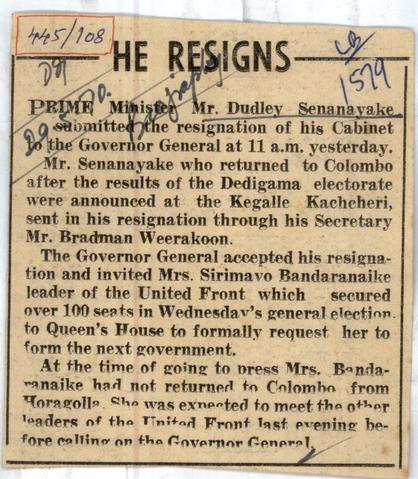 445/108
HE RESIGNS
1579
PRIME Minister Mr. Dudley Senanayake
submitted the resignation of his Cabinet
to the Governor General at 11 a.m. yesterday.
Mr. Senanayake who returned to Colombo
after the results of the Dedigama electorate
were announced at the Kegalle Kachcheri,
sent in his resignation through his Secretary
Mr. Bradman Weerakoon.
The Governor General accepted his resigna-
tion and invited Mrs. Sirimavo Bandaranaike
leader of the United Front which secured
over 100 seats in Wednesday's general election
to Queen's House to formally request her to
form the next government.
At the time of going to press Mrs. Banda-
ranaike had not returned to Colombo from
Horagolla. She was expected to meet the other
leaders of the United Front last evening be-
fore calling on the Governor General.